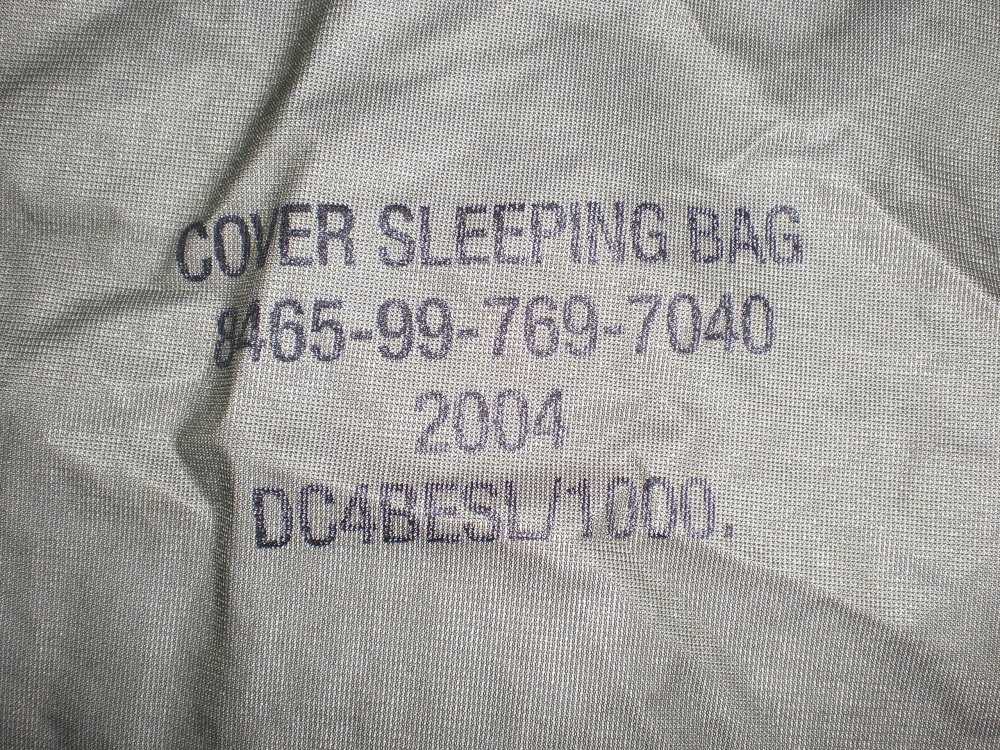 COVER SLEEPING BAG
8465-99-769-7040
2004
DC4BESL/1000.